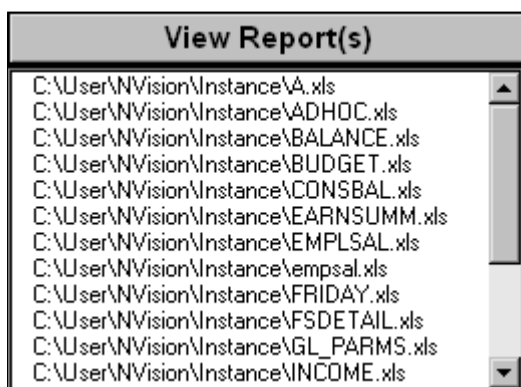 View Report(s)
C:\User\NVision\Instance\A.xls
C:\User\NVision\Instance\ADHOC.xls
C:\User\NVision\Instance\BALANCE.xls
C:\User\NVision\Instance\BUDGET.xls
C:\User\NVision\Instance\CONSBAL.xls
C:\User\NVision\Instance\EARNSUMM.xls
C:\User\NVision\Instance\EMPLSAL.xls
C:\User\NVision\Instance\empsal.xls
C:\User\NVision\Instance\FRIDAY.xls
C:\User\NVision\Instance\FSDETAIL.xls
C:\User\NVision\Instance\GL_PARMS.xls
C:\User\NVision\Instance\INCOME.xls